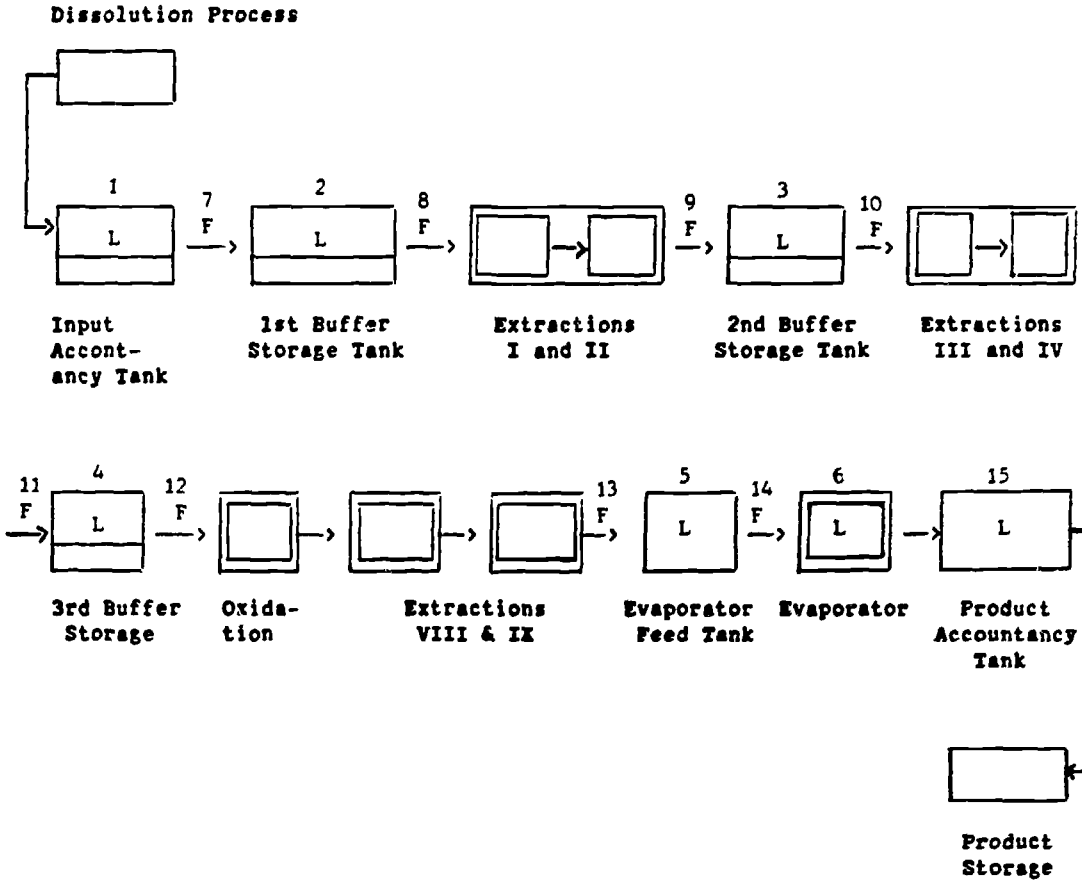 Dissolution Process
1
7
2
8
9
3
10
F
F
F
F
L
L
L
Input
Accont-
ancy Tank
1st Buffer
Storage Tank
Extractions
I and II
2nd Buffer
Storage Tank
Extractions
III and IV
11
4
12
13
5
14
6
15
F
F
F
F
L
L
L
L
3rd Buffer
Storage
Oxida-
tion
Extractions
VIII & IX
Evaporator
Feed Tank
Evaporator
Product
Accountancy
Tank
Product
Storage